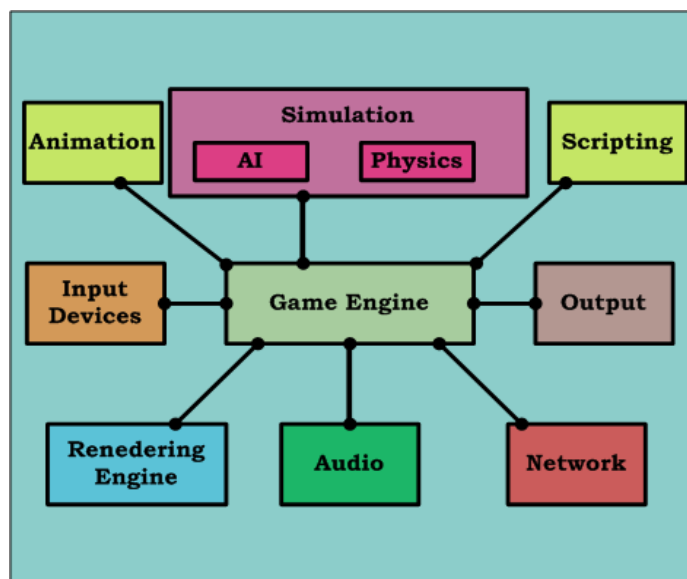 Simulation
Animation
AI
Physics
Scripting
Input
Devices
Game Engine
Output
Renedering
Engine
Audio
Network